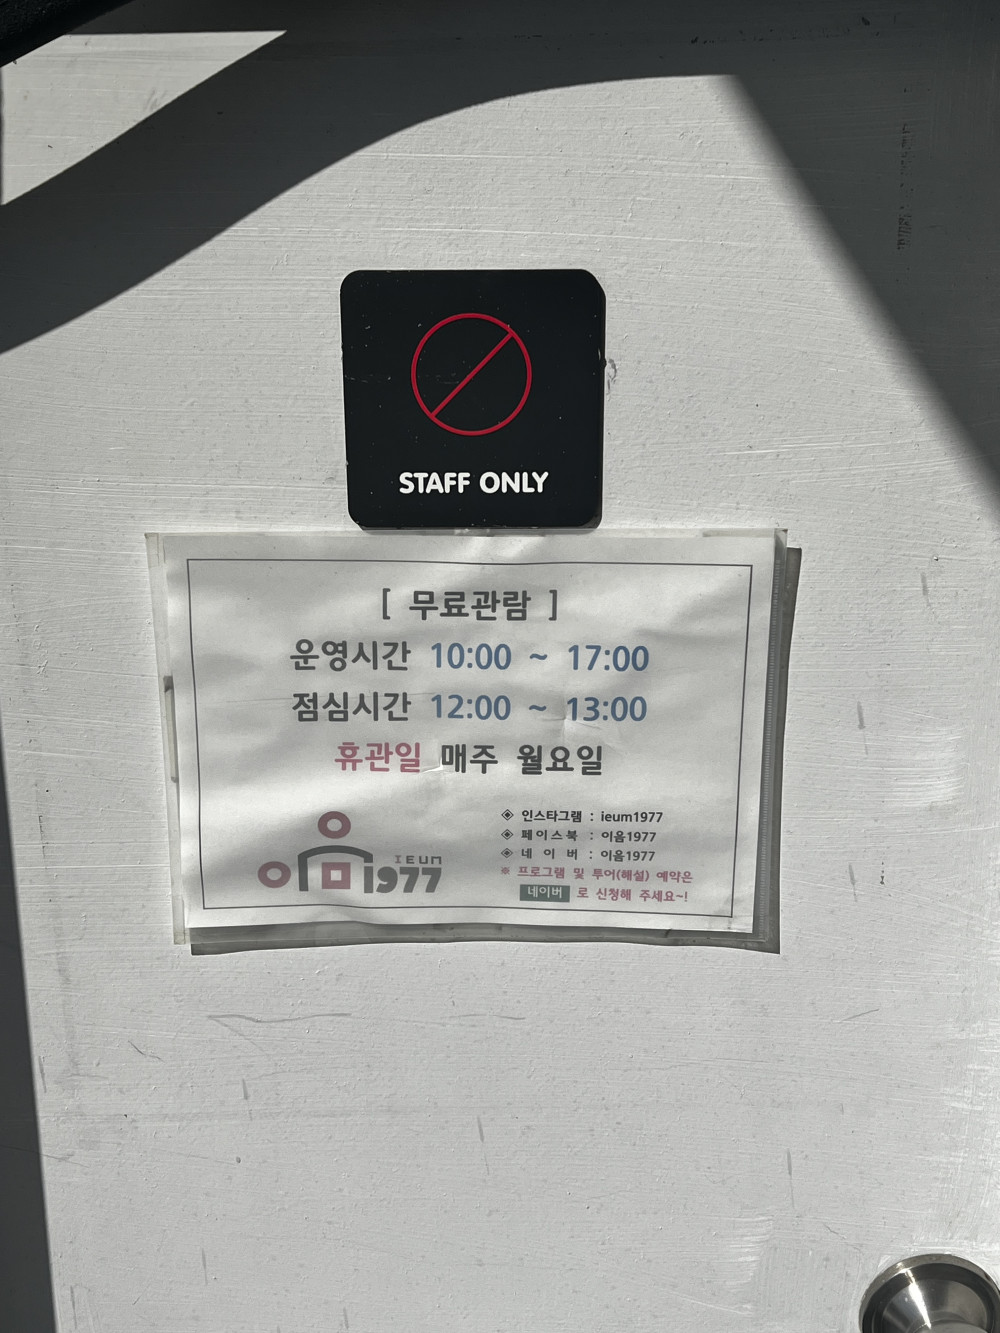 STAFF ONLY
[ 무료관람 ]
운영시간 10:00 ~ 17:00
점심시간 12:00 ~ 13:00
휴관일 매주 월요일
◈ 인스타그램 : ieum1977
◈ 페이스북 : 이음1977
◈ 네 이 버 : 이음1977
※ 프로그램 및 투어(해설) 예약은
네이버 로 신청해 주세요~!
이음 1977
IEUM